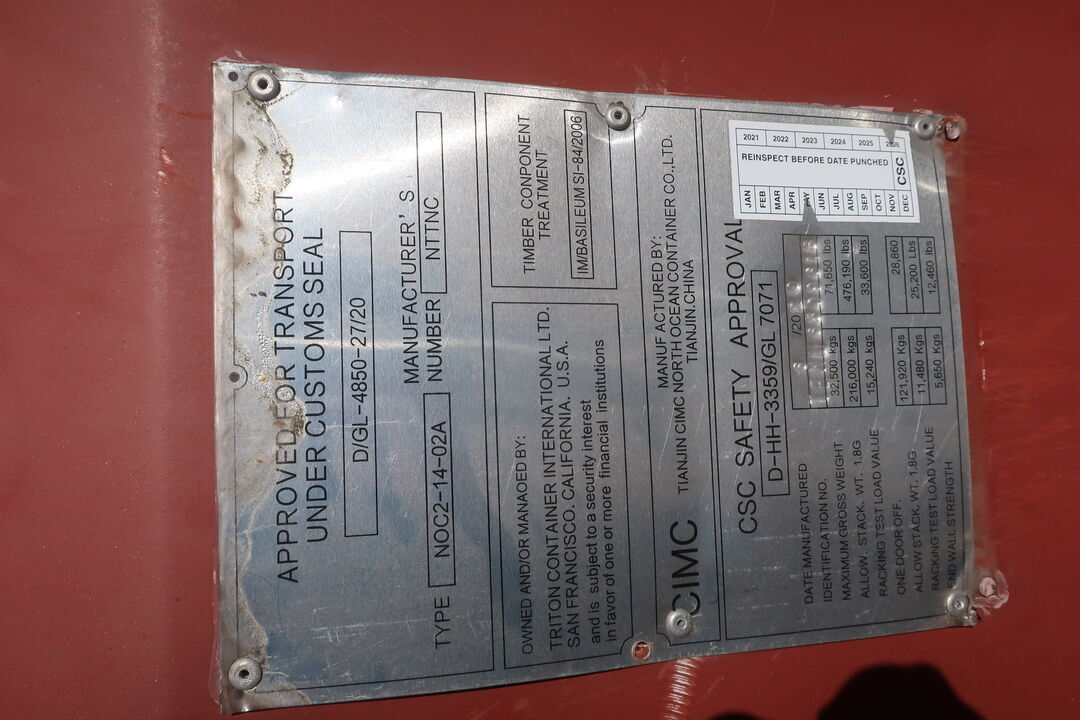 APPROVED FOR TRANSPORT
UNDER CUSTOMS SEAL
D/GL-4850-27/20
TYPE NOC2-14-02A
MANUFACTURER'S
NUMBER NTTNC
OWNED AND/OR MANAOED BY:
TRITON CONTAINER INTERNATIONAL LTD.
SAN FRANCISCO. CALIFORNIA. U.S.A.
and is subject to a security interest
in favor of one or more financial institutions
TIMBER CONPONENT
TREATMENT
IM/BASILEUM SI-84/2006
CIMC
MANUFACTURED BY:
TIANJIN CIMC NORTH OCEAN CONTAINER CO.,LTD.
TIANJIN.CHINA
CSC SAFETY APPROVAL
D-HH-3359/GL 7071
DATE MANUFACTURED /20
IDENTIFICATION NO.
MAXIMUM GROSS WEIGHT 32,500 kgs 71,650 lbs
ALLOW. STACK. WT. 1.8G 216,000 kgs 476,190 lbs
RACKING TEST LOAD VALUE 15,240 kgs 33,600 lbs
ONE DOOR OFF.
ALLOW STACK. WT. 1.8G 121,920 Kgs 28,860
RACKING TEST LOAD VALUE 11,480 Kgs 25,200 Lbs
END WALL STRENGTH 5,650 Kgs 12,460 lbs
2021 2022 2023 2024 2025
REINSPECT BEFORE DATE PUNCHED
CSC
JAN FEB MAR APR JUN JUL AUG SEP OCT NOV DEC